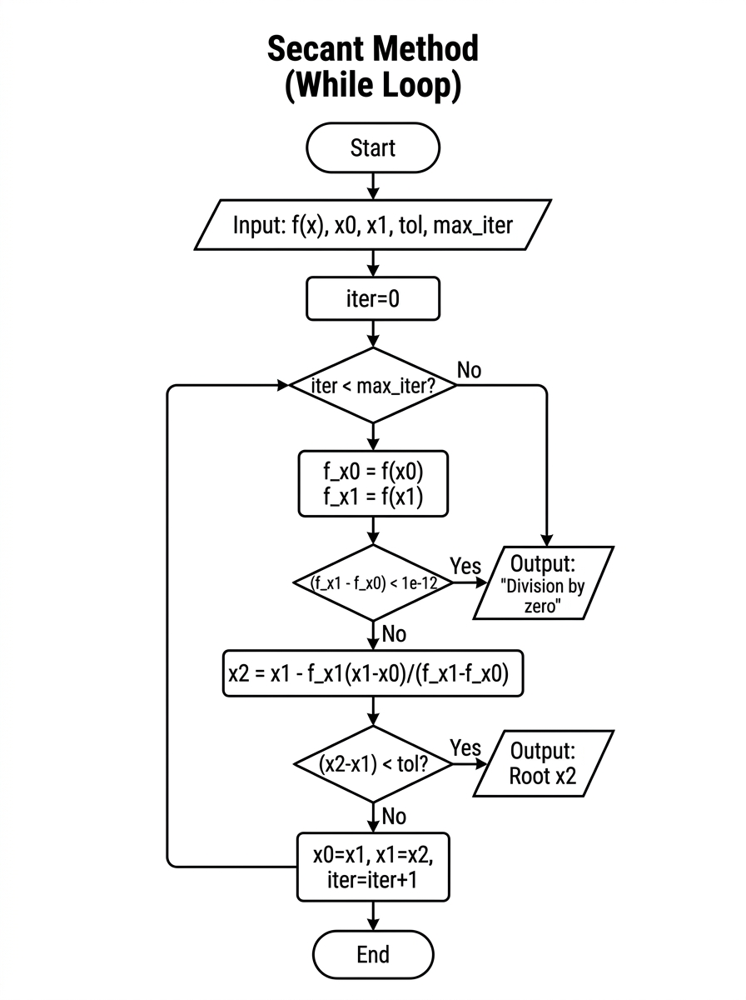 Secant Method
(While Loop)
Start
Input: f(x), x0, x1, tol, max_iter
iter=0
iter < max_iter?
No
f_x0 = f(x0)
f_x1 = f(x1)
(f_x1 - f_x0) < 1e-12
Yes
Output:
"Division by
zero"
No
x2 = x1 - f_x1(x1-x0)/(f_x1-f_x0)
(x2-x1) < tol?
Yes
Output:
Root x2
No
x0=x1, x1=x2,
iter=iter+1
End